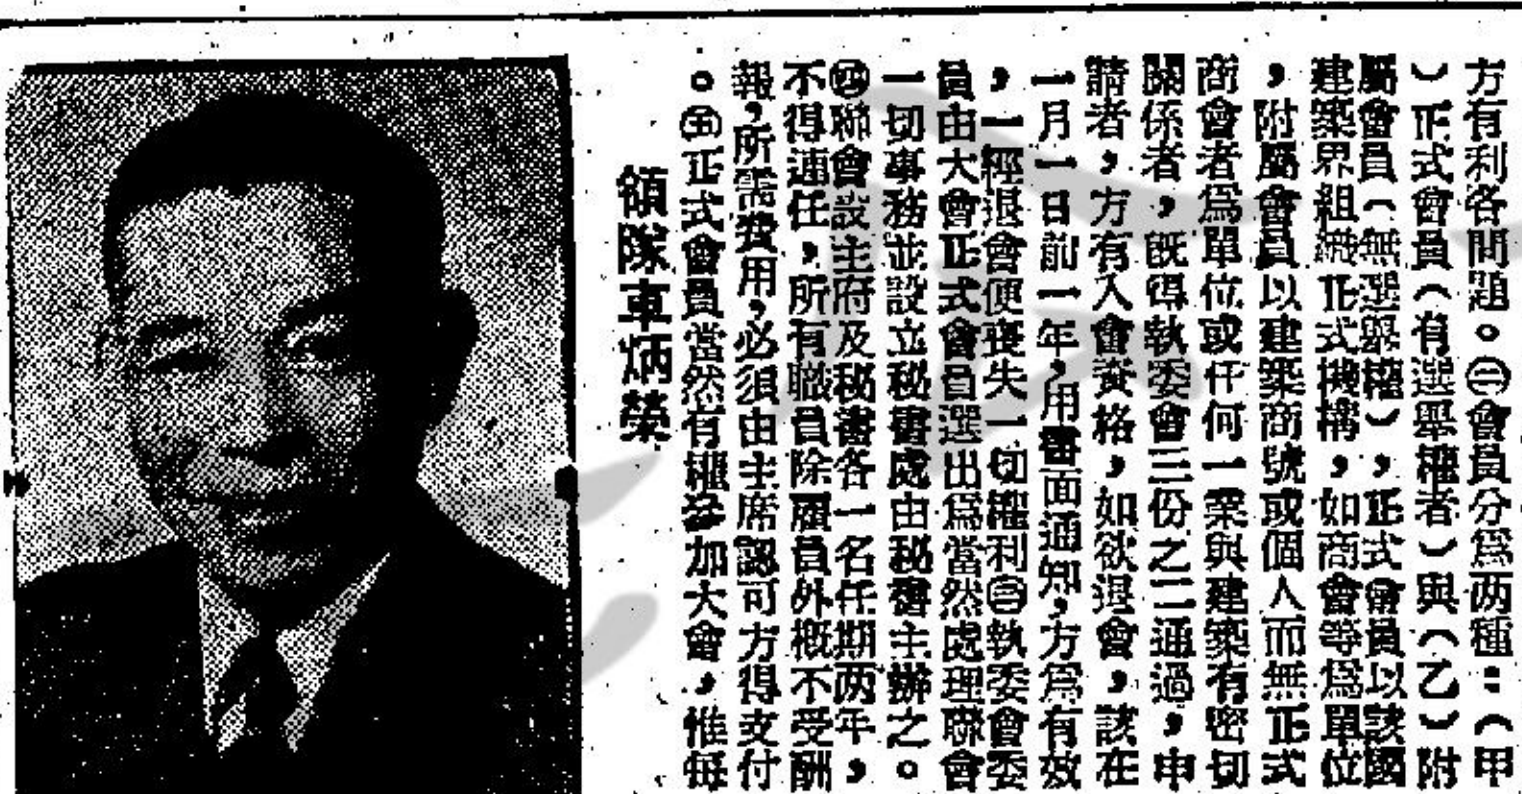 方有利各問題。㊁會員分爲两種：（甲
）正式會員（有選舉權者）與（乙）附
屬會員（無選舉權），正式會員以該國
建築界組織正式機構，如商會等爲單位
，附屬會員以建築商號或個人而無正式
商會者爲單位或任何一業與建築有密切
關係者，既得執委會三份之二通過，申
請者，方有入會資格，如欲退會，該在
一月一日前一年，用書面通知，方爲有效
，一經退會便喪失一切權利㊂執委會委
員由大會正式會員選出爲當然處理聯會
一切事務並設立秘書處由秘書主辦之。
㊃聯會設主府及秘書各一名任期两年，
不得連任，所有職員除雇員外概不受酬
報，所需費用，必須由主席認可方得支付
。㊄正式會員當然有權參加大會，惟每
領隊車炳榮